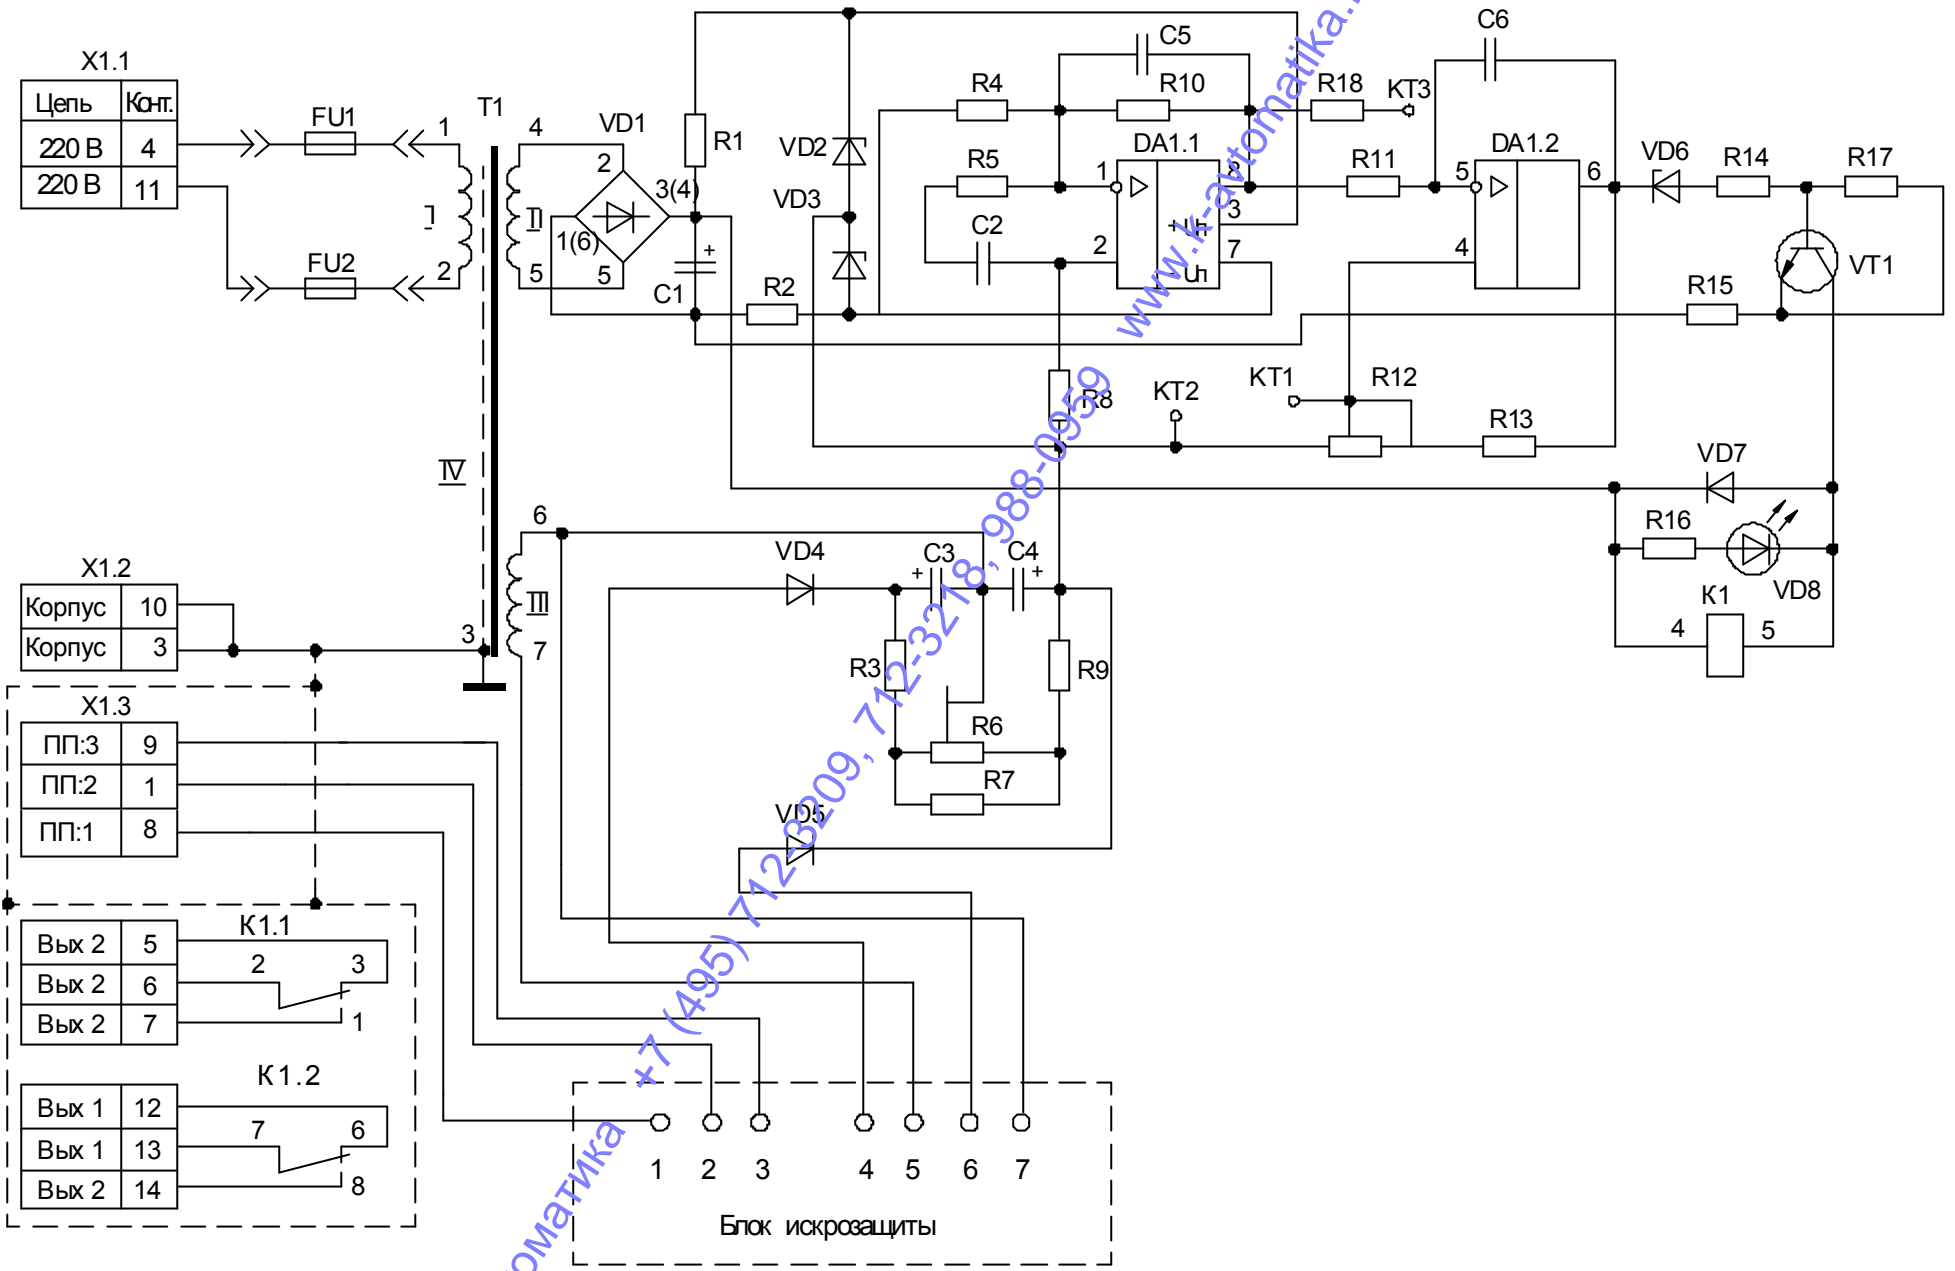 X1.1
Цепь Конт.
220 В 4
220 В 11
FU1
FU2
1
2
T1
I
II
4
5
VD1
2
3(4)
1(6)
5
+
C1
R1
R2
VD2
VD3
R4
R5
C2
C5
R10
DA1.1
1
2
8
3
7
+Uп
-Uп
R18
KT3
R11
C6
DA1.2
5
4
6
VD6
R14
R17
VT1
R15
R8
KT2
KT1
R12
R13
VD7
R16
VD8
K1
4 5
IV
III
6
7
3
VD4
+ C3
C4 +
R3
R9
R6
R7
VD5
X1.2
Корпус 10
Корпус 3
X1.3
ПП:3 9
ПП:2 1
ПП:1 8
Вых 2 5
Вых 2 6
Вых 2 7
K1.1
2 3
1
Вых 1 12
Вых 1 13
Вых 2 14
K1.2
7 6
8
1 2 3 4 5 6 7
Блок искрозащиты
оматика +7 (495) 712-3209, 712-3218, 988-0959 www.k-avtomatika.